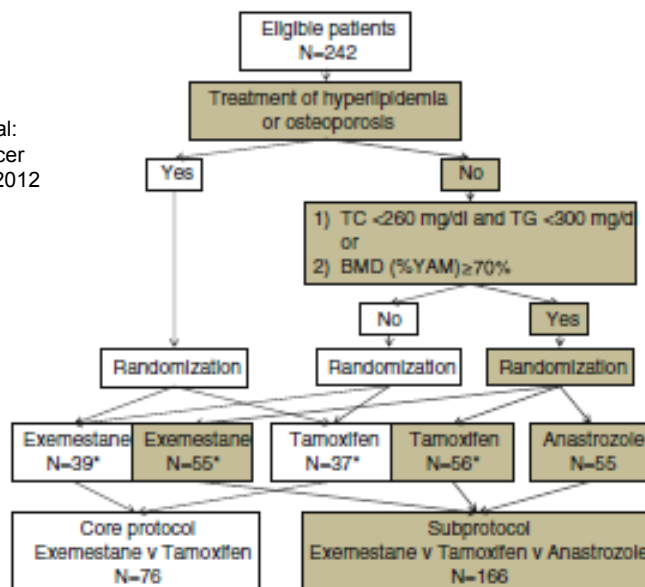 Eligible patients
N=242
Treatment of hyperlipidemia
or osteoporosis
al:
cer
2012
Yes
No
1) TC <260 mg/dl and TG <300 mg/dl
or
2) BMD (%YAM)≥70%
No
Yes
Randomization
Randomization
Randomization
Exemestane
N=39*
Exemestane
N=55*
Tamoxifen
N=37*
Tamoxifen
N=56*
Anastrozole
N=55
Core protocol
Exemestane v Tamoxifen
N=76
Subprotocol
Exemestane v Tamoxifen v Anastrozole
N=166